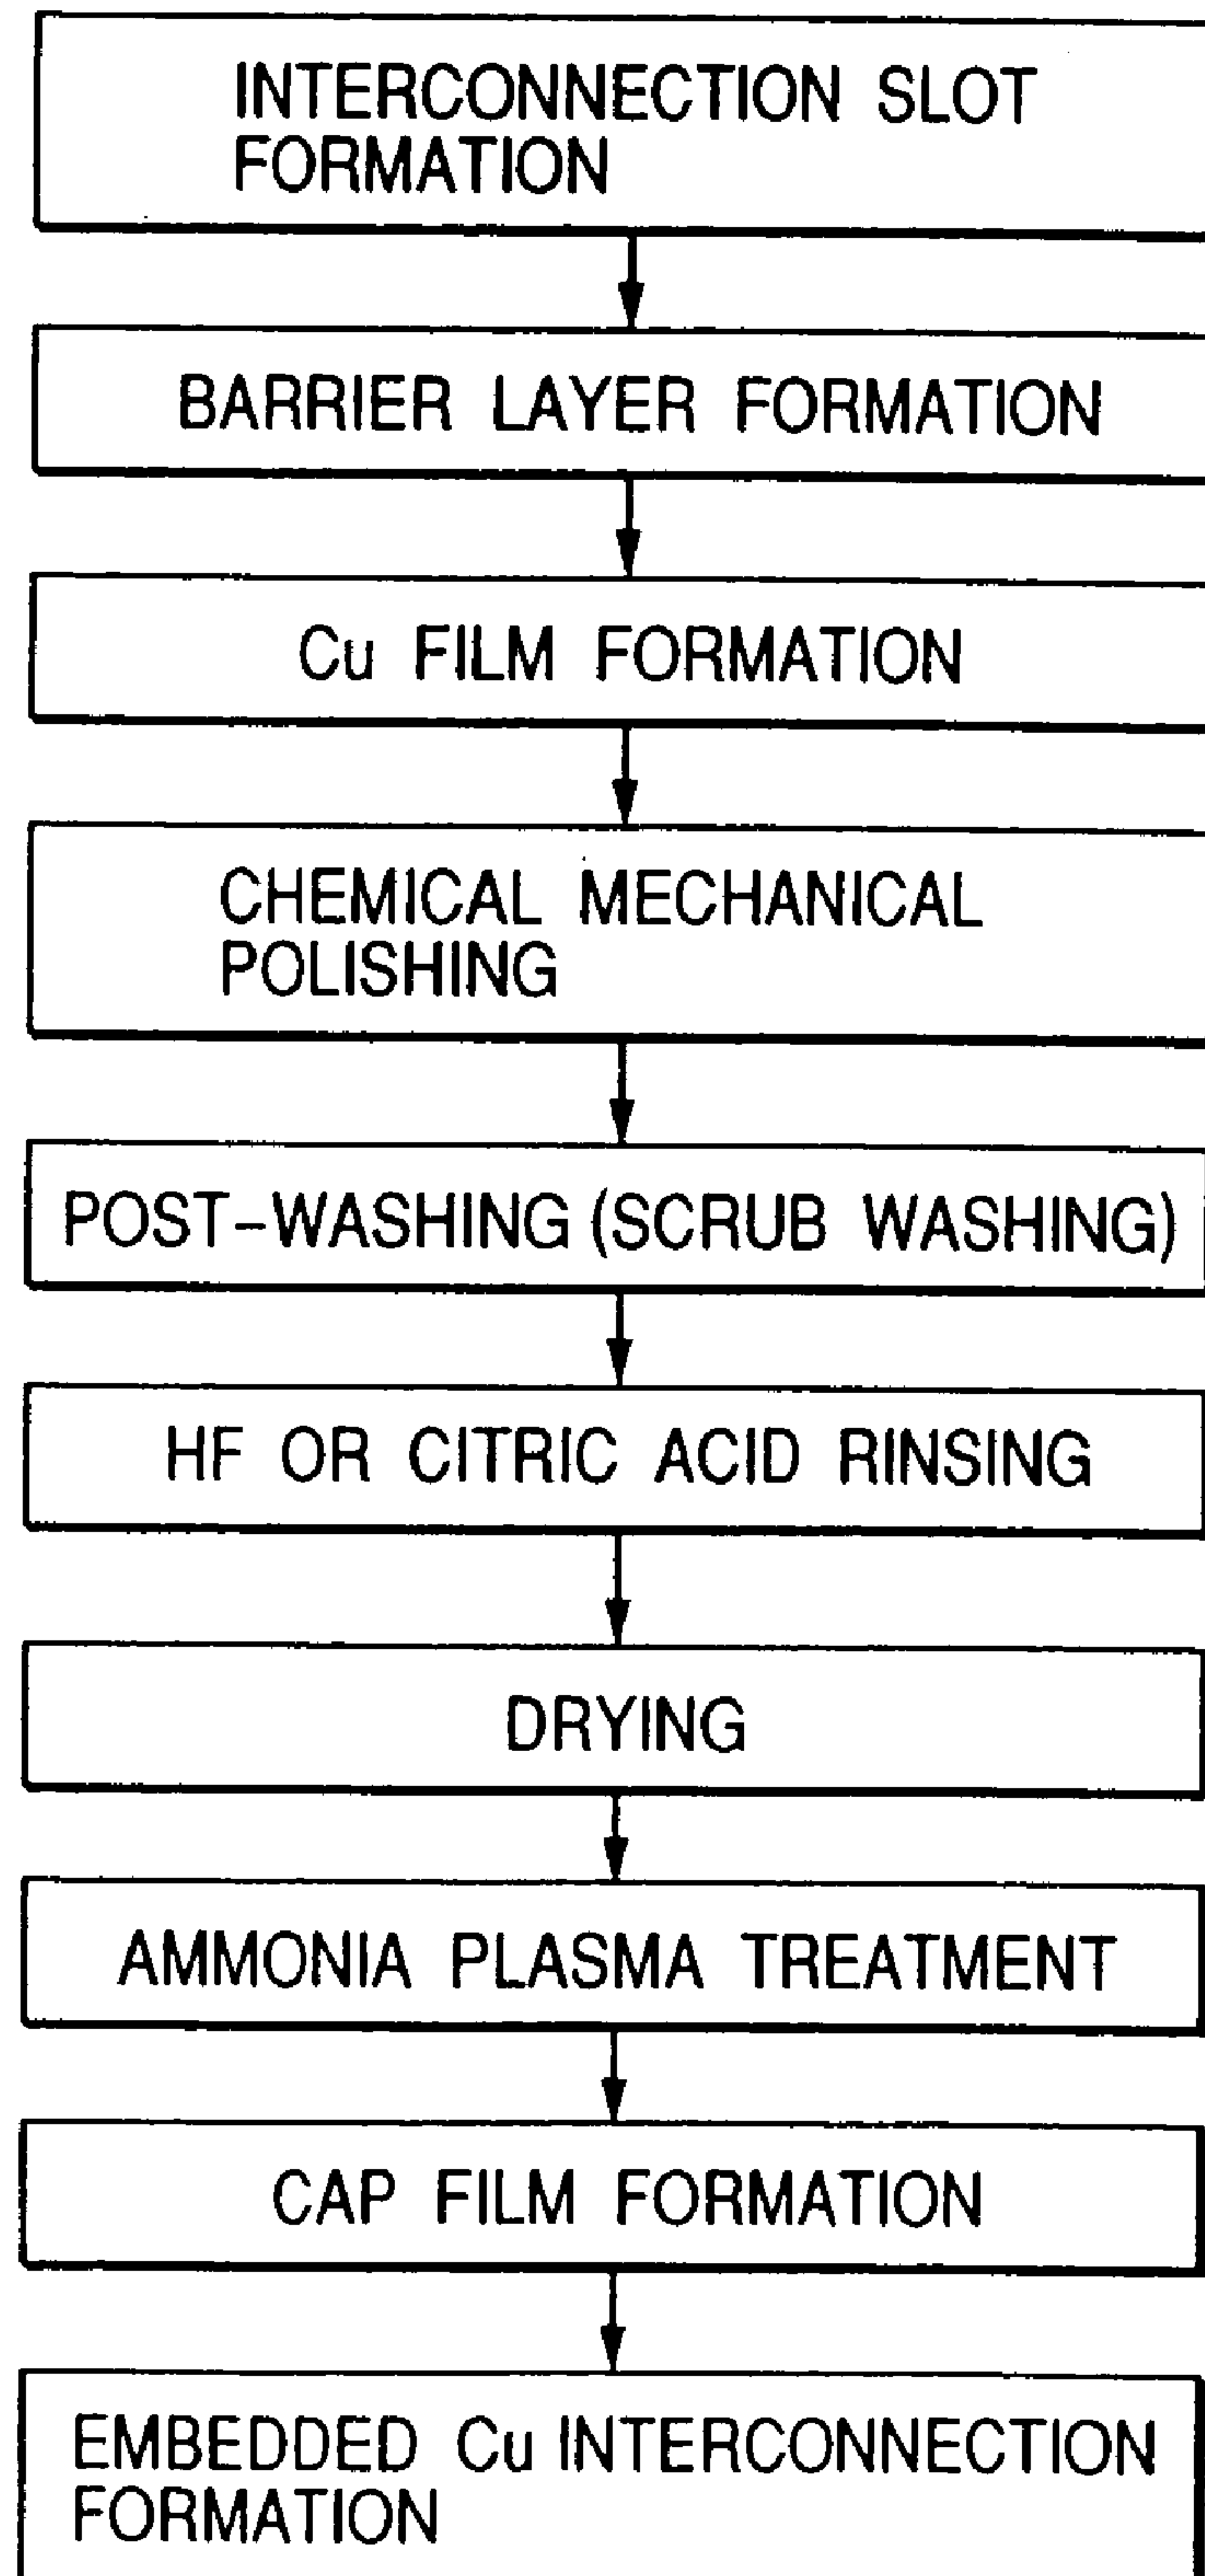 INTERCONNECTION SLOT
FORMATION
BARRIER LAYER FORMATION
Cu FILM FORMATION
CHEMICAL MECHANICAL
POLISHING
POST-WASHING (SCRUB WASHING)
HF OR CITRIC ACID RINSING
DRYING
AMMONIA PLASMA TREATMENT
CAP FILM FORMATION
EMBEDDED Cu INTERCONNECTION
FORMATION